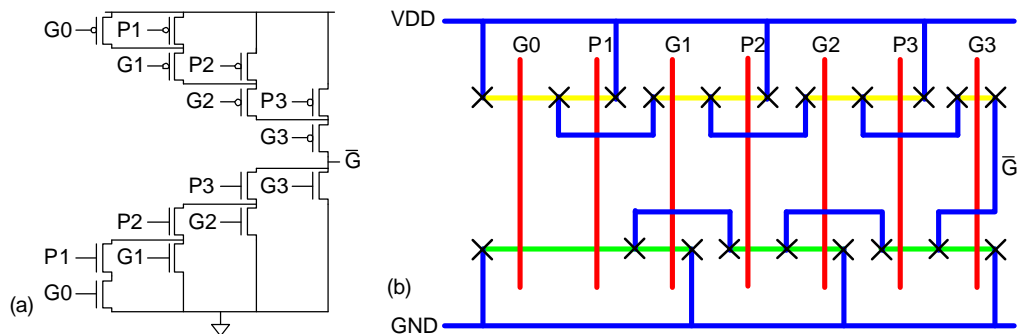 G0
P1
G1
P2
G2
P3
G3
G̅
P3
G3
P2
G2
P1
G1
G0
(a)
VDD
G0 P1 G1 P2 G2 P3 G3
G̅
(b)
GND